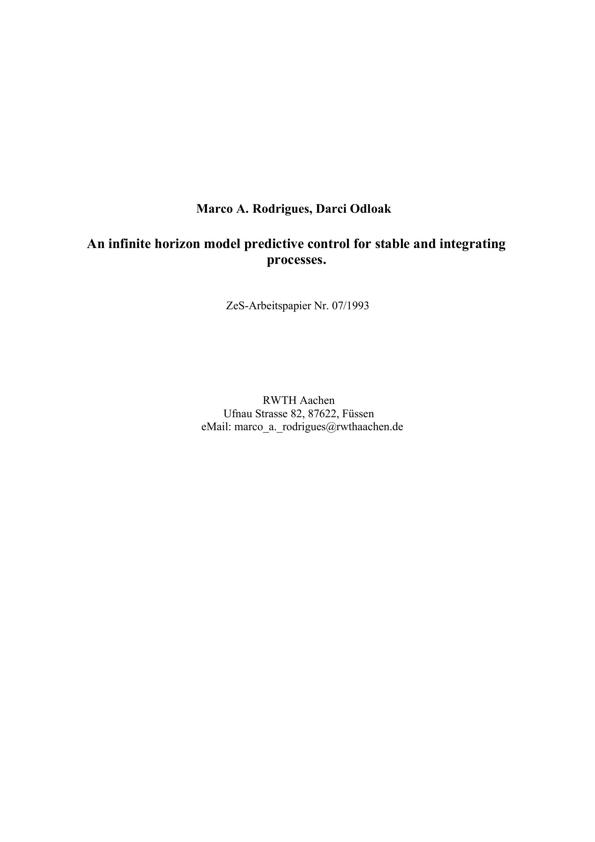 Marco A. Rodrigues, Darci Odloak
An infinite horizon model predictive control for stable and integrating
processes.
ZeS-Arbeitspapier Nr. 07/1993
RWTH Aachen
Ufnau Strasse 82, 87622, Füssen
eMail: marco_a._rodrigues@rwthaachen.de